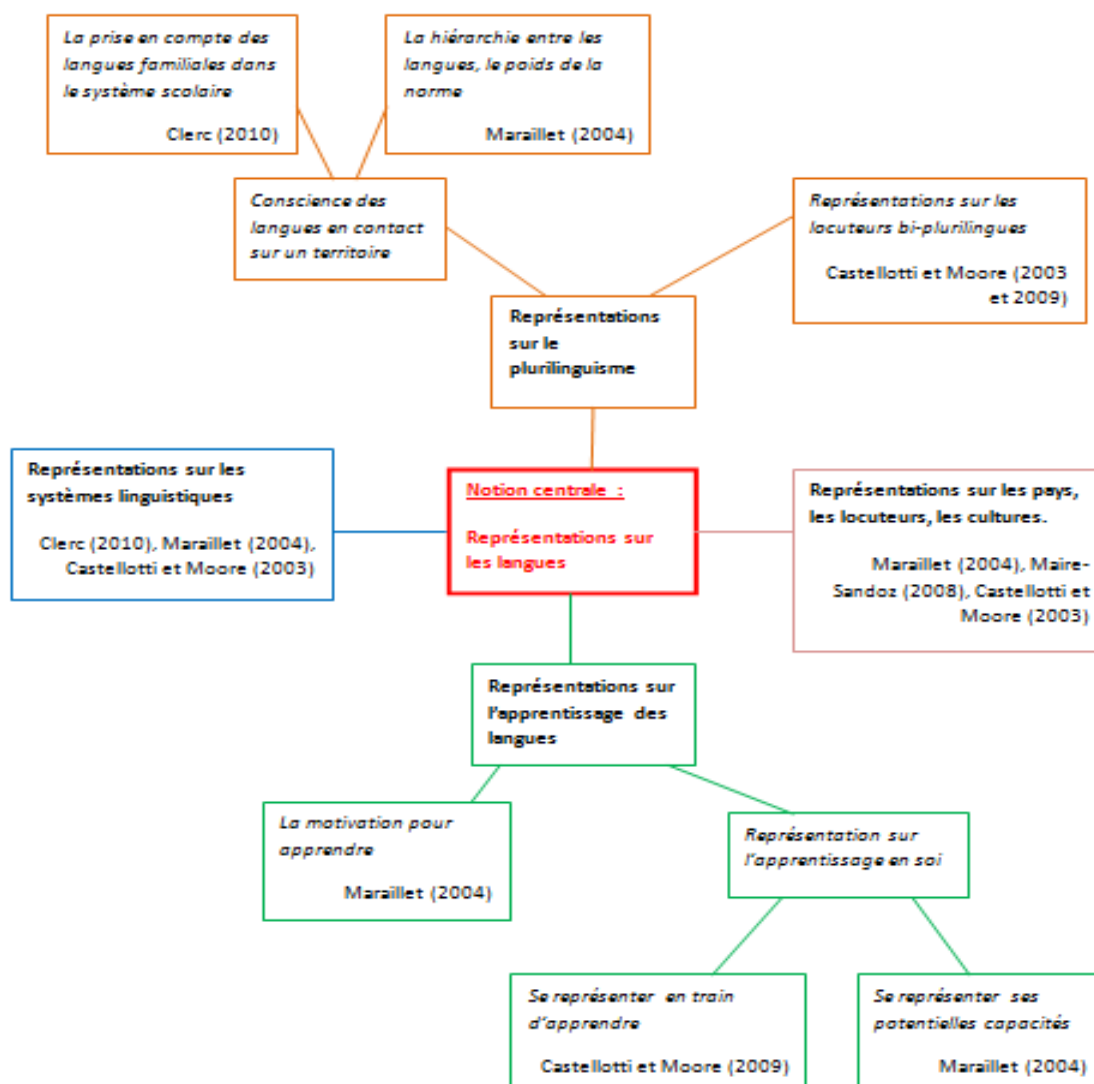 La prise en compte des
langues familiales dans
le système scolaire
Clerc (2010)
La hiérarchie entre les
langues, le poids de la
norme
Maraillet (2004)
Conscience des
langues en contact
sur un territoire
Représentations sur les
locuteurs bi-plurilingues
Castellotti et Moore (2003
et 2009)
Représentations
sur le
plurilinguisme
Représentations sur les
systèmes linguistiques
Clerc (2010), Maraillet (2004),
Castellotti et Moore (2003)
Notion centrale :
Représentations sur
les langues
Représentations sur les pays,
les locuteurs, les cultures.
Maraillet (2004), Maire-
Sandoz (2008), Castellotti et
Moore (2003)
Représentations sur
l'apprentissage des
langues
La motivation pour
apprendre
Maraillet (2004)
Représentation sur
l'apprentissage en soi
Se représenter en train
d'apprendre
Castellotti et Moore (2009)
Se représenter ses
potentielles capacités
Maraillet (2004)